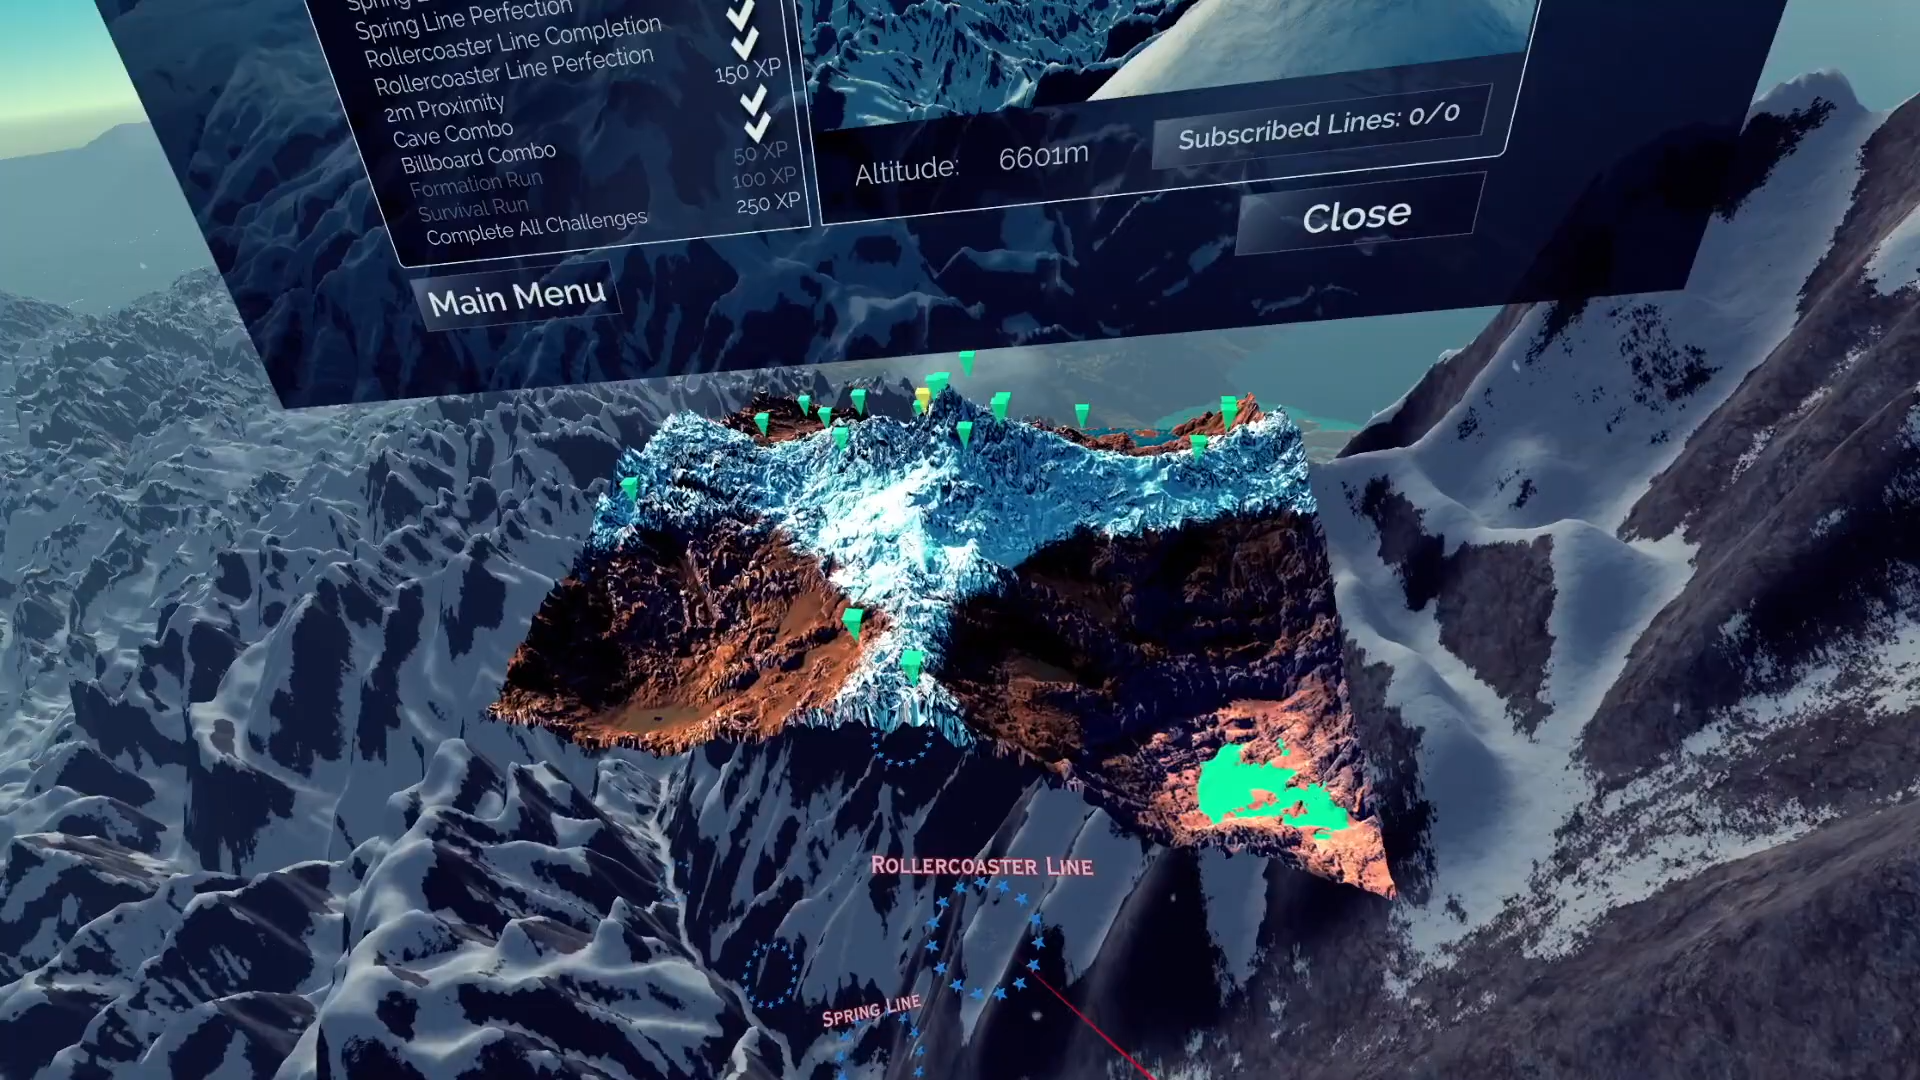 Spring Line Perfection
Rollercoaster Line Completion
Rollercoaster Line Perfection
150 XP
2m Proximity
Cave Combo
Billboard Combo
50 XP
Formation Run
100 XP
Survival Run
250 XP
Complete All Challenges
Main Menu
Altitude: 6601m
Subscribed Lines: 0/0
Close
Rollercoaster Line
Spring Line